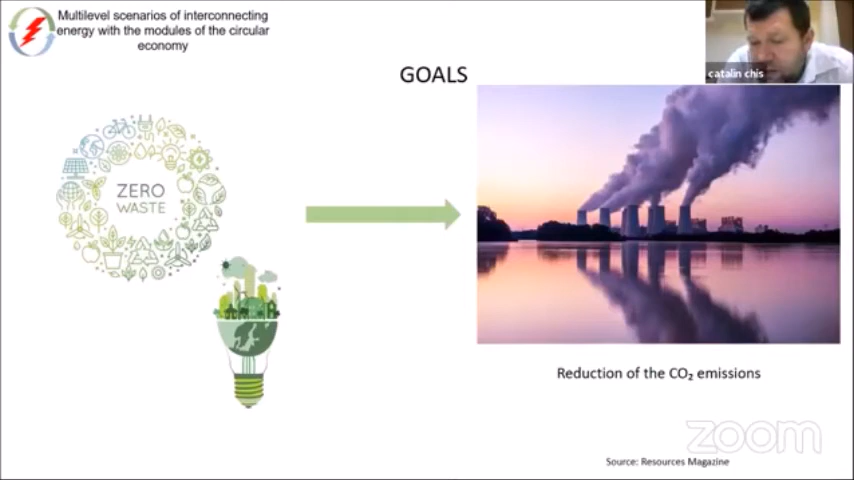 Multilevel scenarios of interconnecting
energy with the modules of the circular
economy
catalin chis
GOALS
ZERO
WASTE
Reduction of the CO₂ emissions
zoom
Source: Resources Magazine